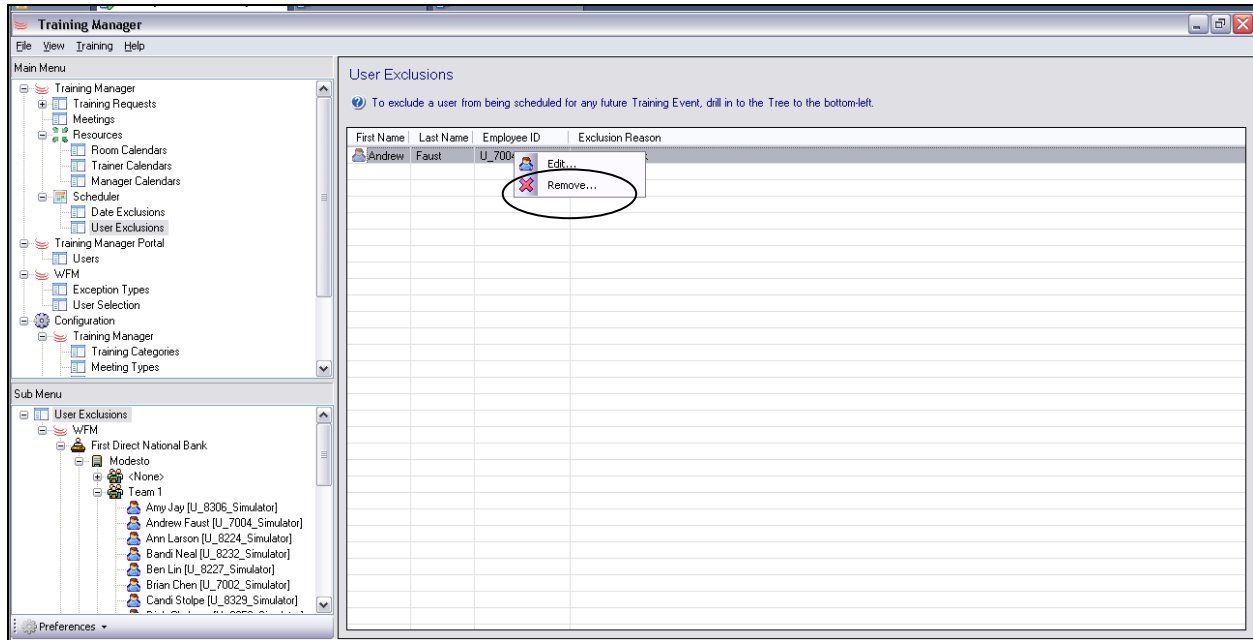 Training Manager
File View Training Help
Main Menu
Training Manager
Training Requests
Meetings
Resources
Room Calendars
Trainer Calendars
Manager Calendars
Scheduler
Date Exclusions
User Exclusions
Training Manager Portal
Users
WFM
Exception Types
User Selection
Configuration
Training Manager
Training Categories
Meeting Types
Sub Menu
User Exclusions
WFM
First Direct National Bank
Modesto
<None>
Team 1
Amy Jay [U_8306_Simulator]
Andrew Faust [U_7004_Simulator]
Ann Larson [U_8224_Simulator]
Bandi Neal [U_8232_Simulator]
Ben Lin [U_8227_Simulator]
Brian Chen [U_7002_Simulator]
Candi Stolpe [U_8329_Simulator]
Preferences
User Exclusions
To exclude a user from being scheduled for any future Training Event, drill in to the Tree to the bottom-left.
First Name Last Name Employee ID Exclusion Reason
Andrew Faust U_7004
Edit...
Remove...